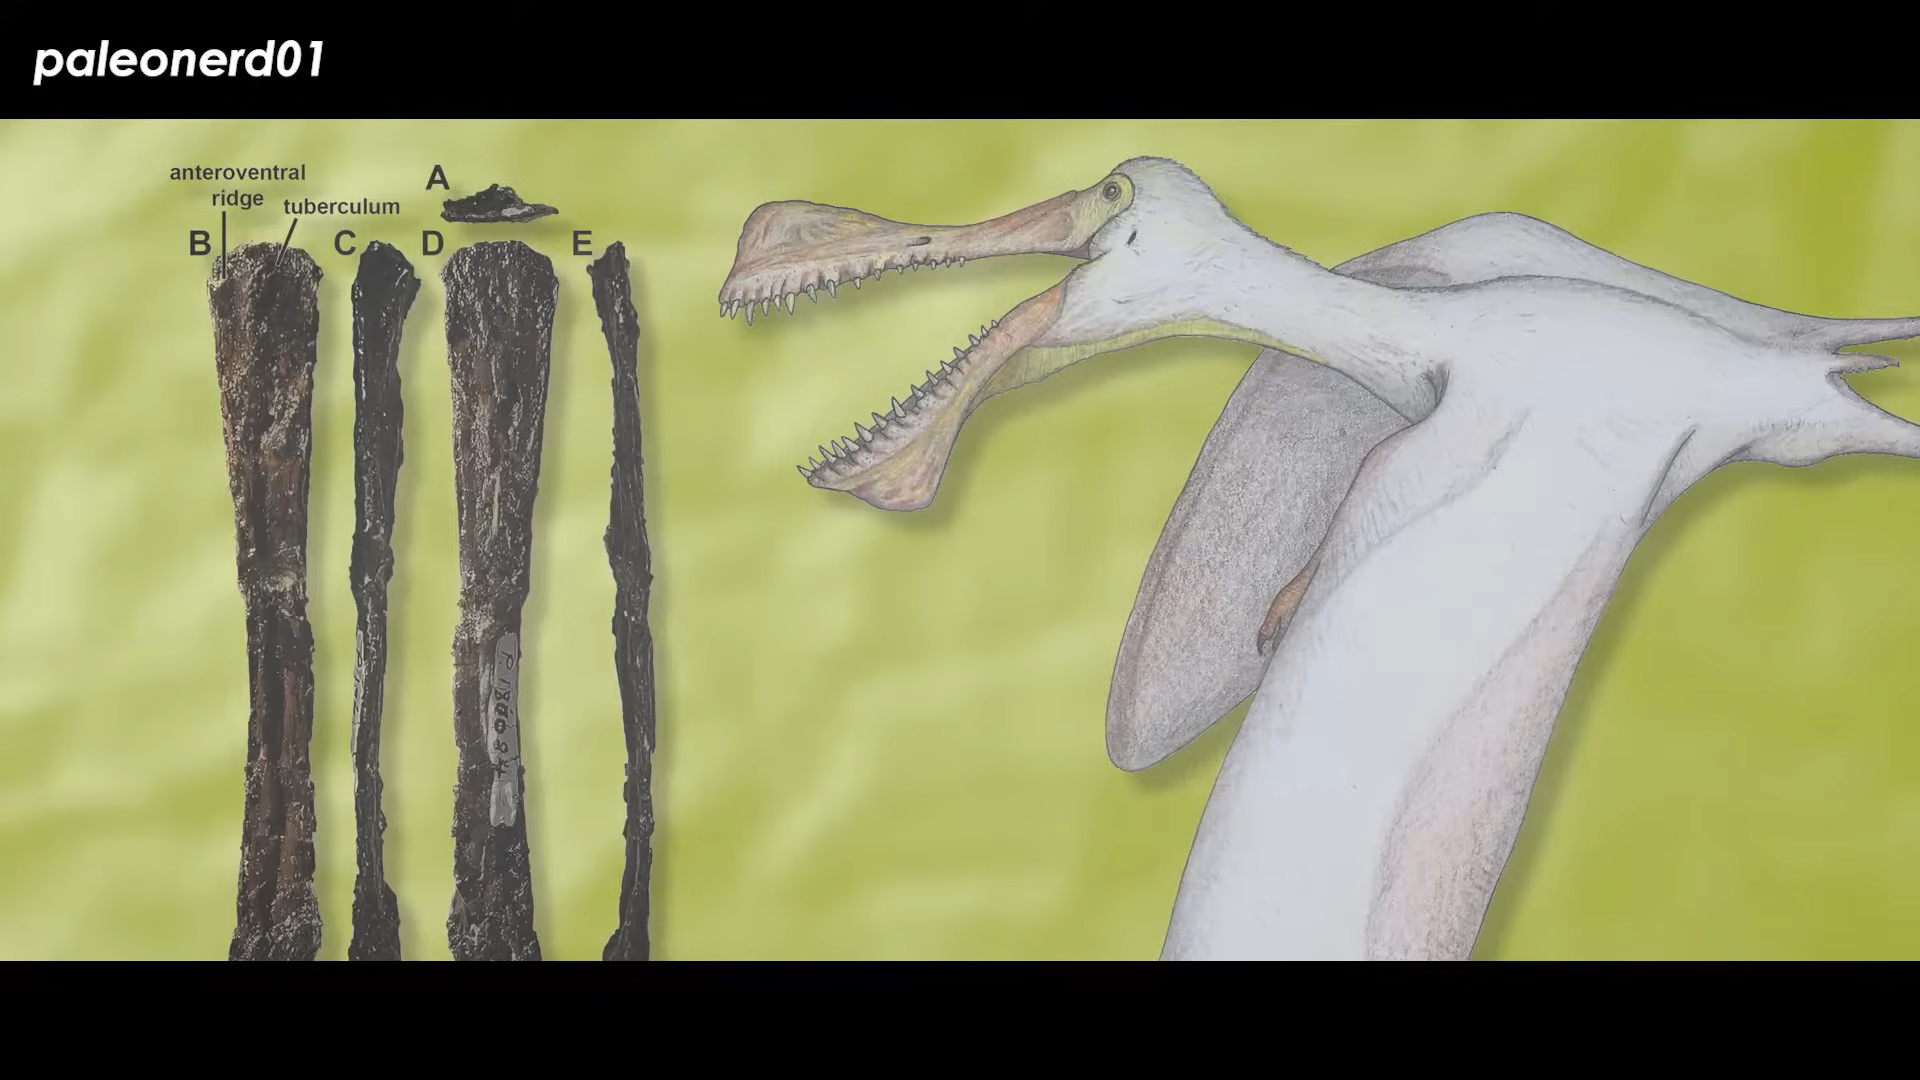 paleonerd01
anteroventral
ridge
tuberculum
A
B
C
D
E